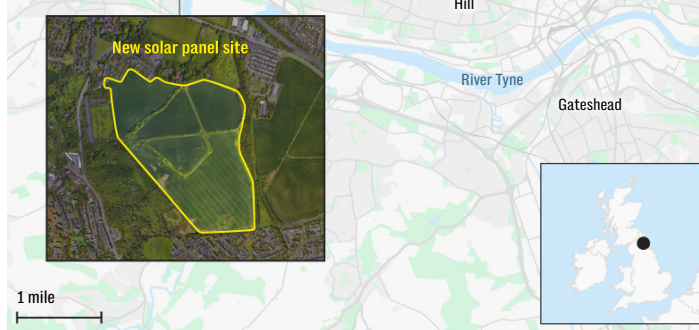 Hill
New solar panel site
River Tyne
Gateshead
1 mile